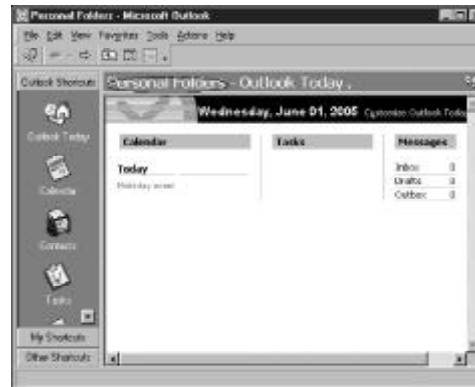 Personal Folders - Microsoft Outlook
File Edit View Favorites Tools Actions Help
Outlook Shortcuts
Personal Folders - Outlook Today .
Wednesday, June 01, 2005 Customize Outlook Today
Outlook Today
Calendar
Tasks
Messages
Today
Inbox 0
Drafts 0
Outbox 0
Calendar
Contacts
Tasks
My Shortcuts
Other Shortcuts